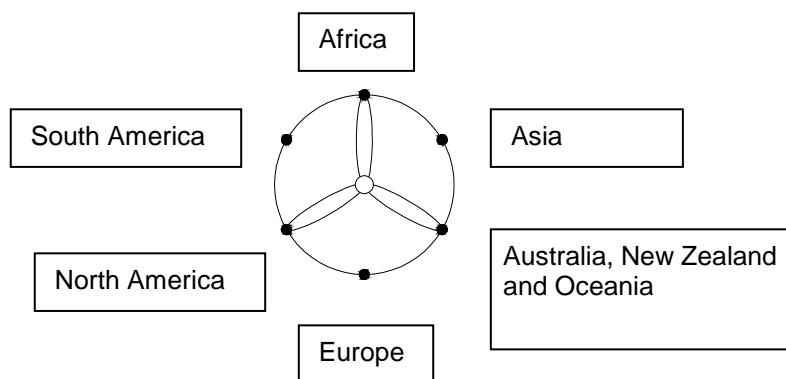 Africa
South America
Asia
North America
Australia, New Zealand
and Oceania
Europe